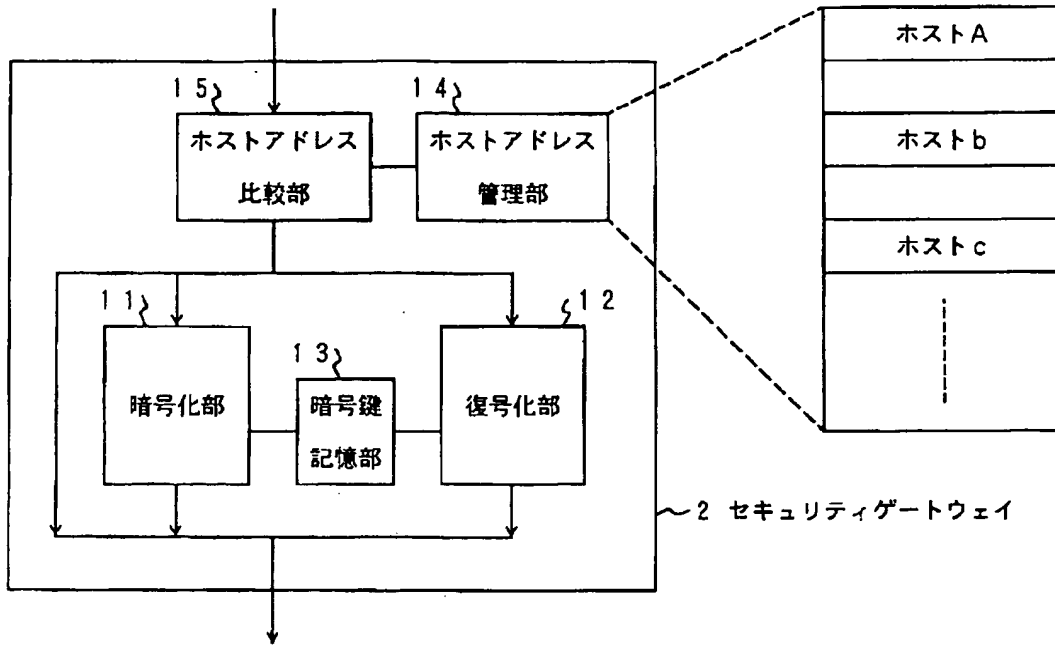 ホストA
15
14
ホストアドレス
比較部
ホストアドレス
管理部
ホストb
ホストc
11
12
13
暗号化部
暗号鍵
記憶部
復号化部
2 セキュリティゲートウェイ